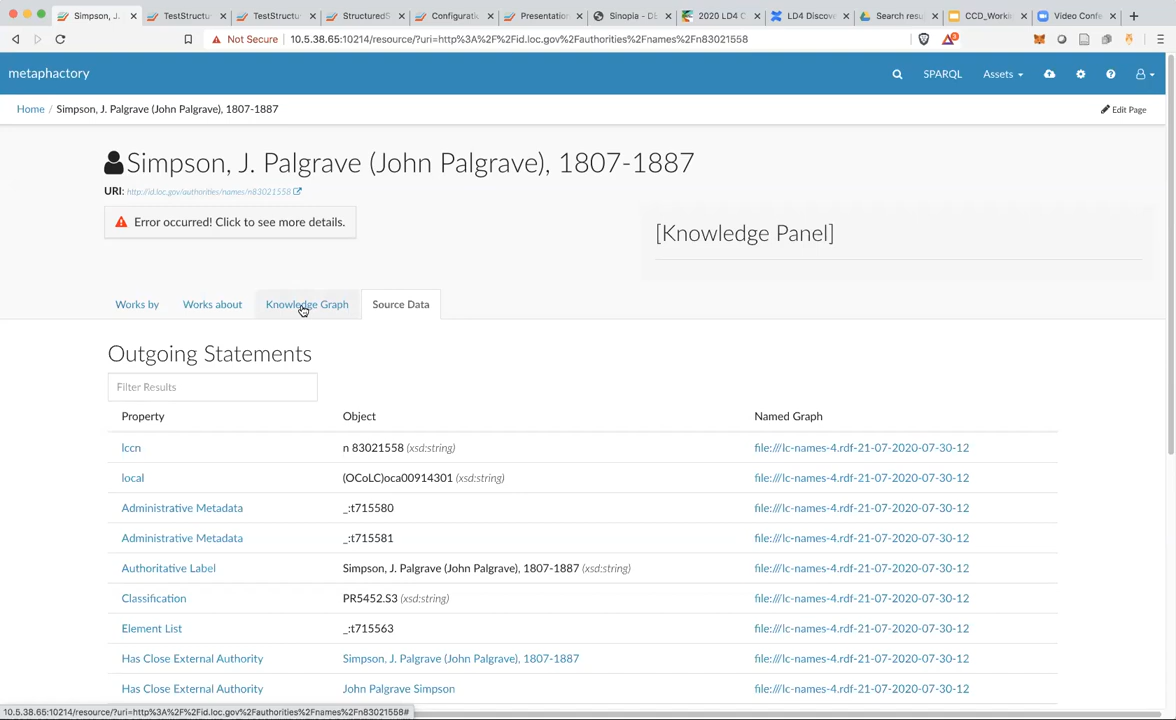 Simpson, J.
TestStructu
TestStructu
StructuredS
Configuratic
Presentation
Sinopia - DE
2020 LD4 C
LD4 Discov
Search resu
CCD_Workin
Video Confe
Not Secure 10.5.38.65:10214/resource/?uri=http%3A%2F%2Fid.loc.gov%2Fauthorities%2Fnames%2Fn83021558
metaphactory
SPARQL
Assets
Home / Simpson, J. Palgrave (John Palgrave), 1807-1887
Edit Page
Simpson, J. Palgrave (John Palgrave), 1807-1887
URI: http://id.loc.gov/authorities/names/n83021558
Error occurred! Click to see more details.
[Knowledge Panel]
Works by
Works about
Knowledge Graph
Source Data
Outgoing Statements
Filter Results
Property Object Named Graph
lccn n 83021558 (xsd:string) file:///lc-names-4.rdf-21-07-2020-07-30-12
local (OCoLC)oca00914301 (xsd:string) file:///lc-names-4.rdf-21-07-2020-07-30-12
Administrative Metadata _:t715580 file:///lc-names-4.rdf-21-07-2020-07-30-12
Administrative Metadata _:t715581 file:///lc-names-4.rdf-21-07-2020-07-30-12
Authoritative Label Simpson, J. Palgrave (John Palgrave), 1807-1887 (xsd:string) file:///lc-names-4.rdf-21-07-2020-07-30-12
Classification PR5452.S3 (xsd:string) file:///lc-names-4.rdf-21-07-2020-07-30-12
Element List _:t715563 file:///lc-names-4.rdf-21-07-2020-07-30-12
Has Close External Authority Simpson, J. Palgrave (John Palgrave), 1807-1887 file:///lc-names-4.rdf-21-07-2020-07-30-12
Has Close External Authority John Palgrave Simpson file:///lc-names-4.rdf-21-07-2020-07-30-12
10.5.38.65:10214/resource/?uri=http%3A%2F%2Fid.loc.gov%2Fauthorities%2Fnames%2Fn83021558#